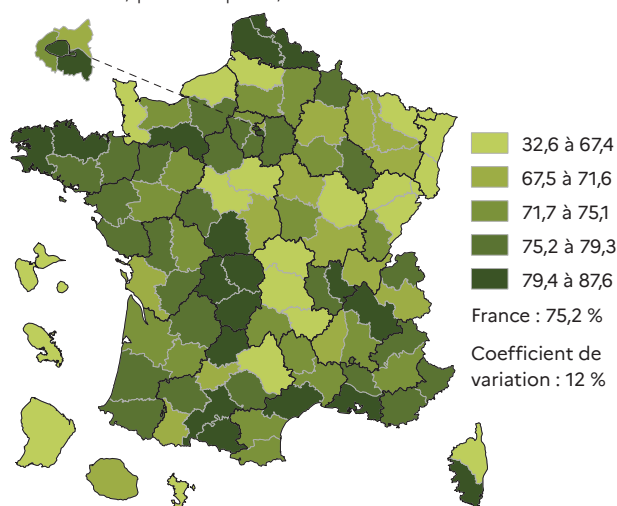 32,6 à 67,4
67,5 à 71,6
71,7 à 75,1
75,2 à 79,3
79,4 à 87,6
France : 75,2 %
Coefficient de
variation : 12 %